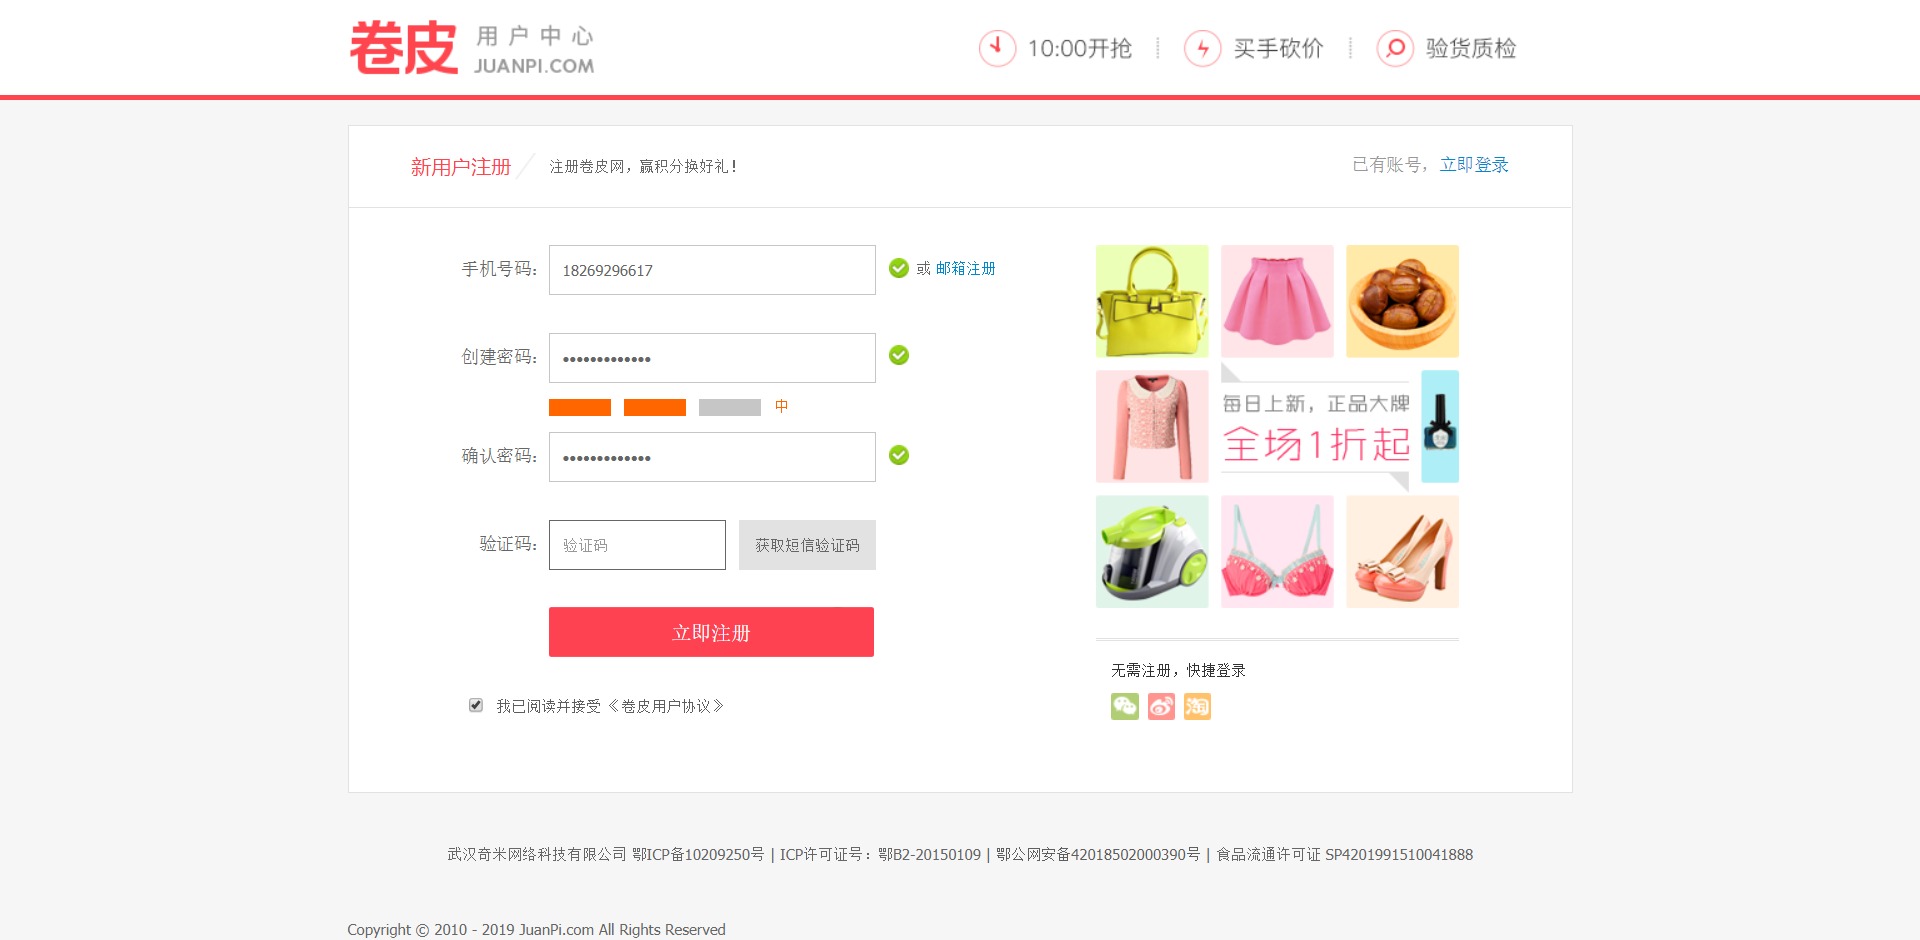 卷皮 用户中心
JUANPI.COM
10:00开抢
买手砍价
验货质检
新用户注册
注册卷皮网，赢积分换好礼！
已有账号，立即登录
手机号码：
18269296617
或 邮箱注册
创建密码：
•••••••••••••
中
确认密码：
•••••••••••••
验证码：
验证码
获取短信验证码
立即注册
我已阅读并接受《卷皮用户协议》
每日上新，正品大牌
全场1折起
无需注册，快捷登录
淘
武汉奇米网络科技有限公司 鄂ICP备10209250号 | ICP许可证号：鄂B2-20150109 | 鄂公网安备42018502000390号 | 食品流通许可证 SP4201991510041888
Copyright © 2010 - 2019 JuanPi.com All Rights Reserved